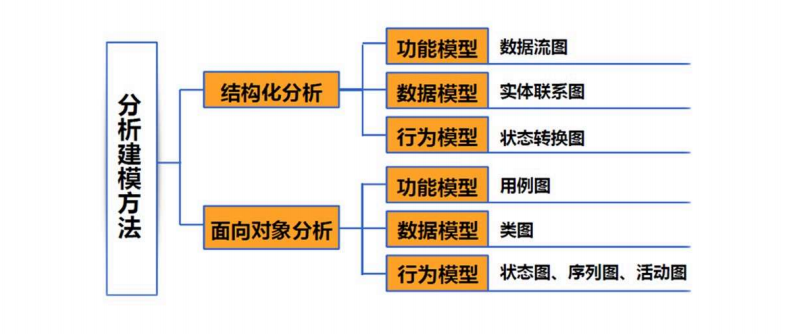 分析建模方法
结构化分析
功能模型 数据流图
数据模型 实体联系图
行为模型 状态转换图
面向对象分析
功能模型 用例图
数据模型 类图
行为模型 状态图、序列图、活动图